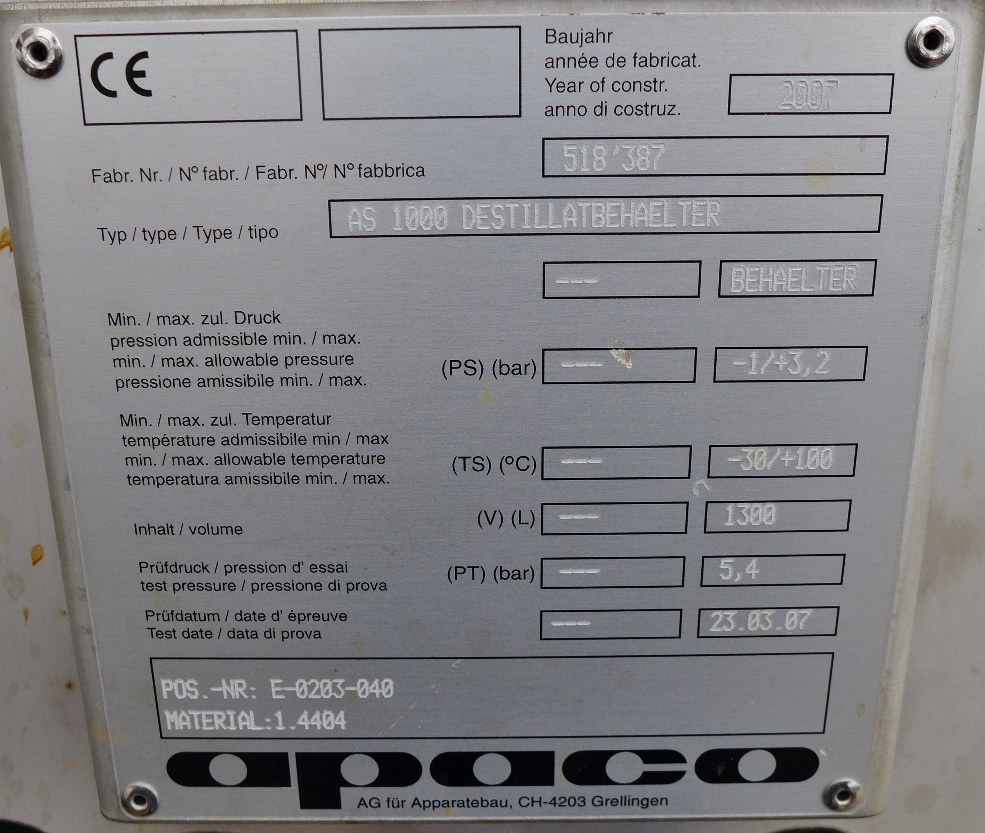 CE
Baujahr
année de fabricat.
Year of constr.
anno di costruz. 2007
Fabr. Nr. / Nº fabr. / Fabr. Nº/ Nº fabbrica 518'387
Typ / type / Type / tipo AS 1000 DESTILLATBEHAELTER
--- BEHAELTER
Min. / max. zul. Druck
pression admissible min. / max.
min. / max. allowable pressure
pressione amissibile min. / max. (PS) (bar) --- -1/+3,2
Min. / max. zul. Temperatur
température admissibile min / max
min. / max. allowable temperature
temperatura amissibile min. / max. (TS) (ºC) --- -30/+100
Inhalt / volume (V) (L) --- 1300
Prüfdruck / pression d' essai
test pressure / pressione di prova (PT) (bar) --- 5,4
Prüfdatum / date d' épreuve
Test date / data di prova --- 23.03.07
POS.-NR: E-0203-040
MATERIAL:1.4404
apaco
AG für Apparatebau, CH-4203 Grellingen